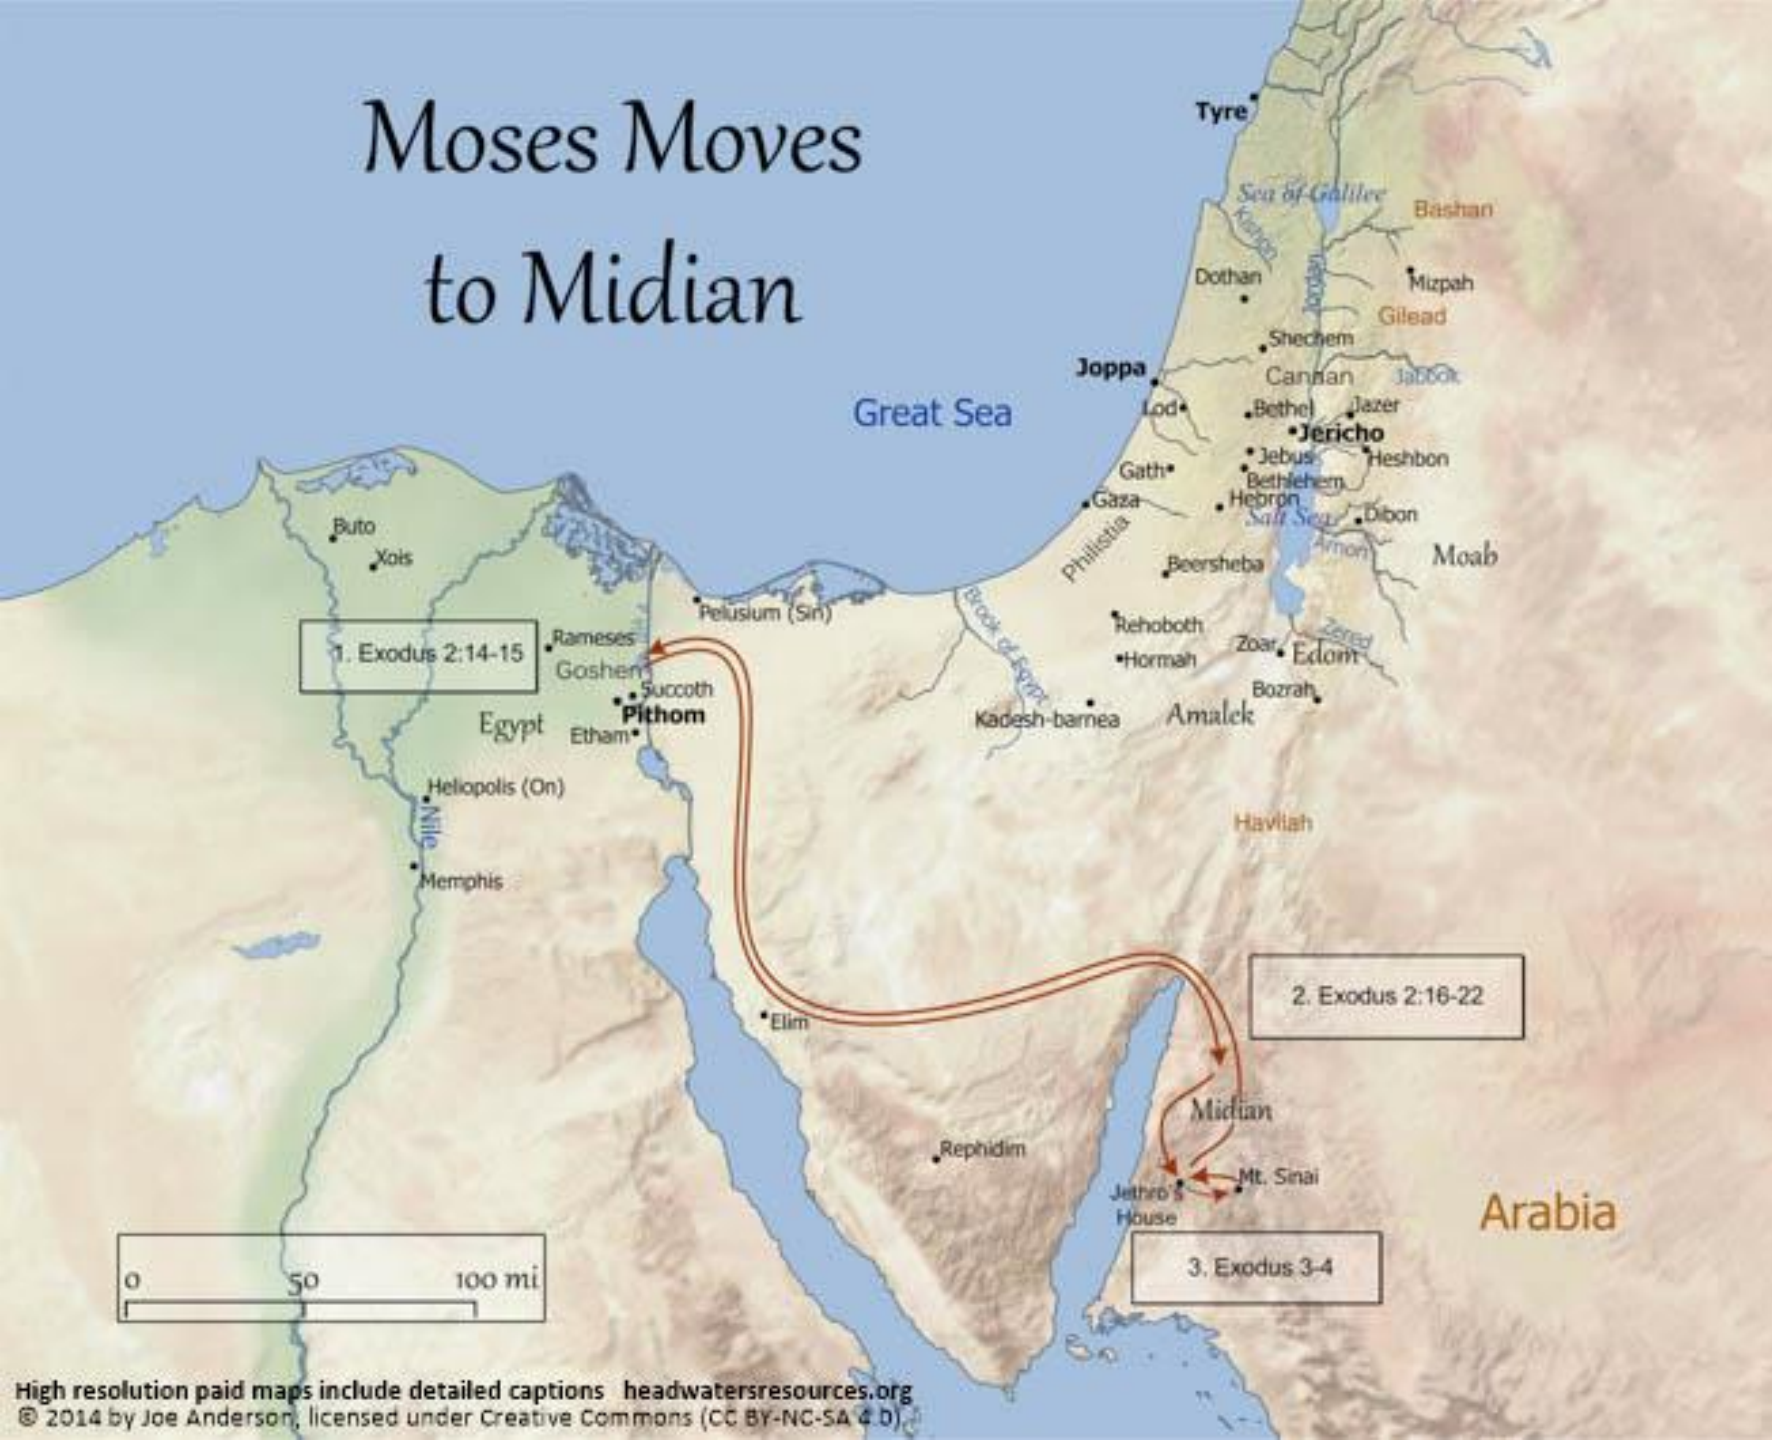 Moses Moves
to Midian
Tyre
Sea of Galilee
Kishon
Bashan
Dothan
Jordan
Mizpah
Gilead
Shechem
Joppa
Cannan
Jabbok
Great Sea
Lod
Bethel
Jazer
Jericho
Jebus
Heshbon
Gath
Bethlehem
Gaza
Hebron
Salt Sea
Dibon
Philistia
Arnon
Moab
Buto
Xois
Beersheba
Pelusium (Sin)
Brook of Egypt
Rehoboth
Zered
1. Exodus 2:14-15
Rameses
Zoar
Edom
Goshen
Hormah
Succoth
Bozrah
Pithom
Kadesh-barnea
Amalek
Egypt
Etham
Heliopolis (On)
Nile
Havilah
Memphis
2. Exodus 2:16-22
Elim
Midian
Rephidim
Mt. Sinai
Jethro's
House
Arabia
3. Exodus 3-4
0 50 100 mi
High resolution paid maps include detailed captions headwatersresources.org
© 2014 by Joe Anderson, licensed under Creative Commons (CC BY-NC-SA 4.0)